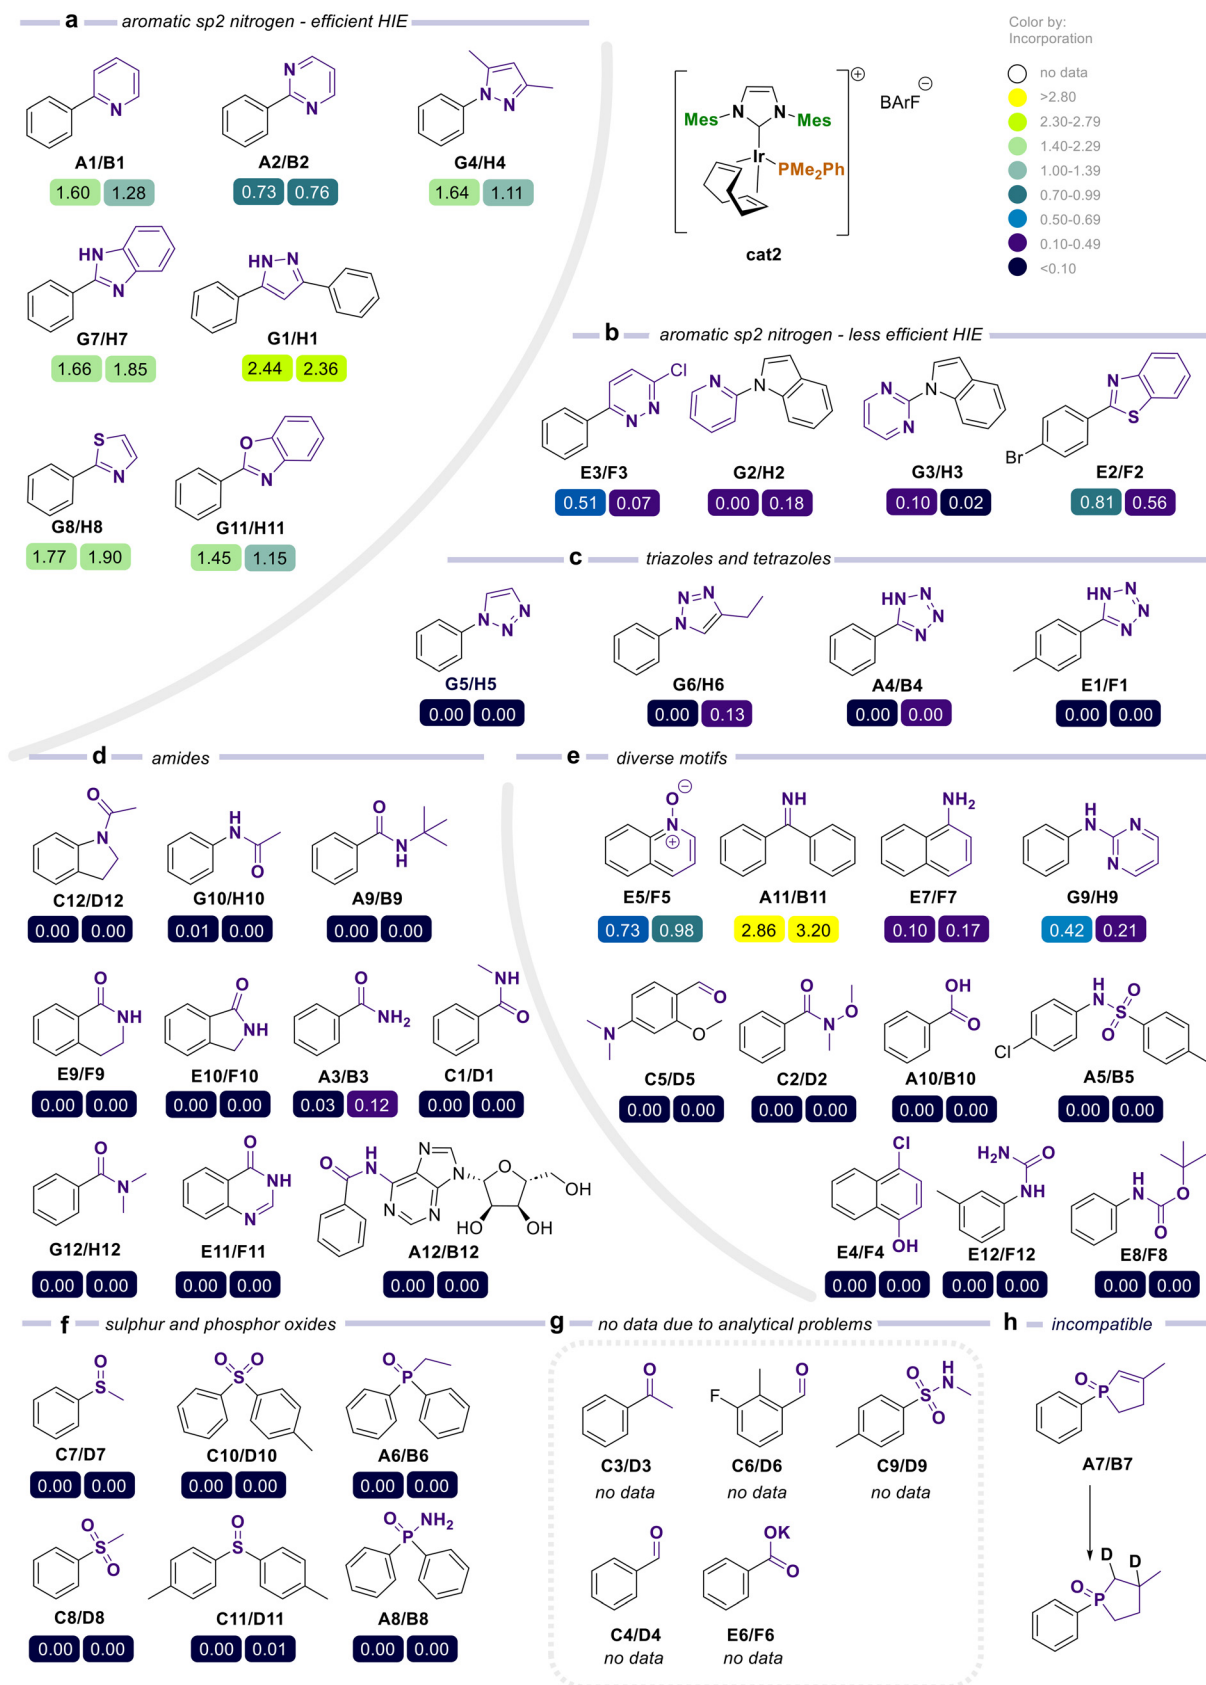 a aromatic sp2 nitrogen - efficient HIE
N
A1/B1
1.60 1.28
N
N
A2/B2
0.73 0.76
N
N
G4/H4
1.64 1.11
HN
N
G7/H7
1.66 1.85
HN N
G1/H1
2.44 2.36
S
N
G8/H8
1.77 1.90
O
N
G11/H11
1.45 1.15
Mes N N Mes
Ir
PMe2Ph
+
BArF −
cat2
Color by:
Incorporation
no data
>2.80
2.30-2.79
1.40-2.29
1.00-1.39
0.70-0.99
0.50-0.69
0.10-0.49
<0.10
b aromatic sp2 nitrogen - less efficient HIE
Cl
N
N
E3/F3
0.51 0.07
N
N
G2/H2
0.00 0.18
N
N
N
G3/H3
0.10 0.02
N
S
Br
E2/F2
0.81 0.56
c triazoles and tetrazoles
N
N
N
G5/H5
0.00 0.00
N N
N
G6/H6
0.00 0.13
HN N
N
N
A4/B4
0.00 0.00
HN N
N
N
E1/F1
0.00 0.00
d amides
O
N
C12/D12
0.00 0.00
H
N
O
G10/H10
0.01 0.00
O
N
H
A9/B9
0.00 0.00
O
NH
E9/F9
0.00 0.00
O
NH
E10/F10
0.00 0.00
O
NH2
A3/B3
0.03 0.12
NH
O
C1/D1
0.00 0.00
O
N
G12/H12
0.00 0.00
O
NH
N
E11/F11
0.00 0.00
O
NH
N
N
N
N
O
OH
HO OH
A12/B12
0.00 0.00
e diverse motifs
O −
N
+
E5/F5
0.73 0.98
NH
A11/B11
2.86 3.20
NH2
E7/F7
0.10 0.17
H
N
N
N
G9/H9
0.42 0.21
O
N
O
C5/D5
0.00 0.00
O
N
O
C2/D2
0.00 0.00
OH
O
A10/B10
0.00 0.00
H
N
O
S
O
Cl
A5/B5
0.00 0.00
Cl
OH
E4/F4
0.00 0.00
H2N
O
NH
E12/F12
0.00 0.00
H
N
O
O
E8/F8
0.00 0.00
f sulphur and phosphor oxides
O
S
C7/D7
0.00 0.00
O O
S
C10/D10
0.00 0.00
O
P
A6/B6
0.00 0.00
O
S
O
C8/D8
0.00 0.00
O
S
C11/D11
0.00 0.01
O
NH2
P
A8/B8
0.00 0.00
g no data due to analytical problems
O
C3/D3
no data
F
O
C6/D6
no data
O
H
N
S
O
C9/D9
no data
O
C4/D4
no data
OK
O
E6/F6
no data
h incompatible
O
P
A7/B7
D
D
O
P